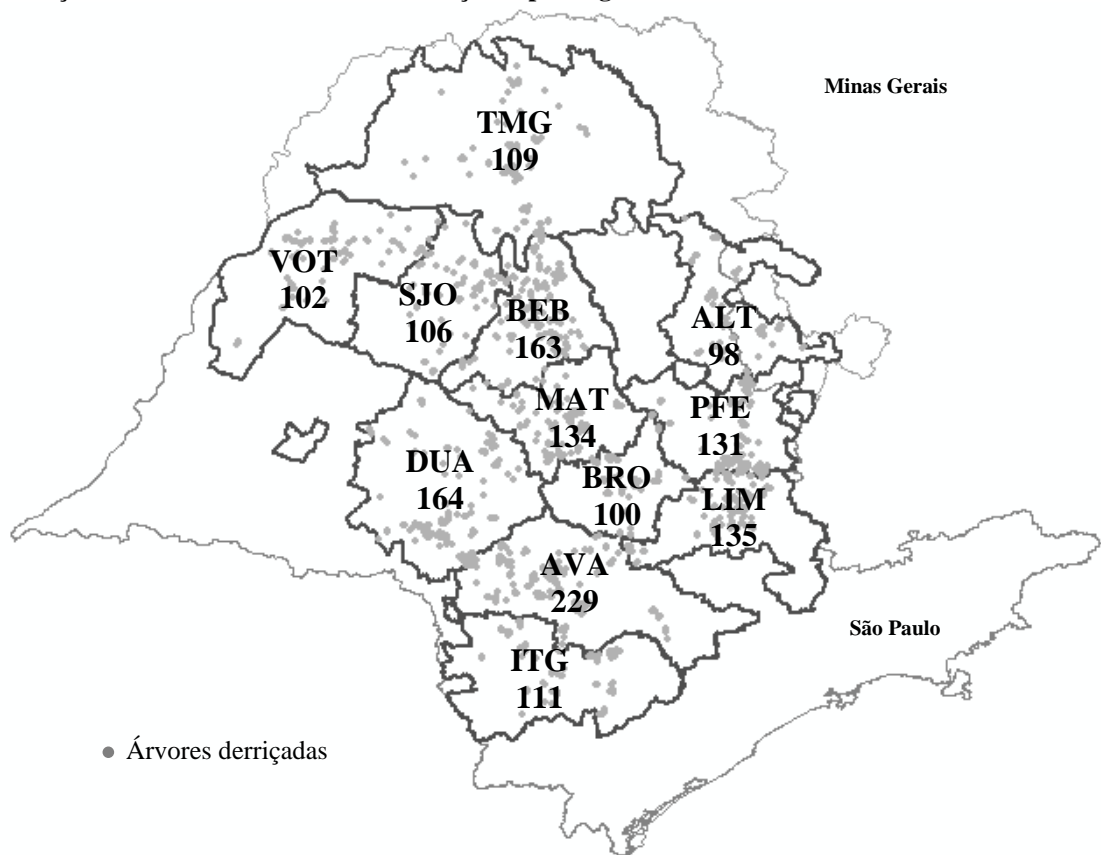 Minas Gerais
TMG
109
VOT
102
SJO
106
BEB
163
ALT
98
MAT
134
PFE
131
DUA
164
BRO
100
LIM
135
AVA
229
São Paulo
ITG
111
Árvores derriçadas